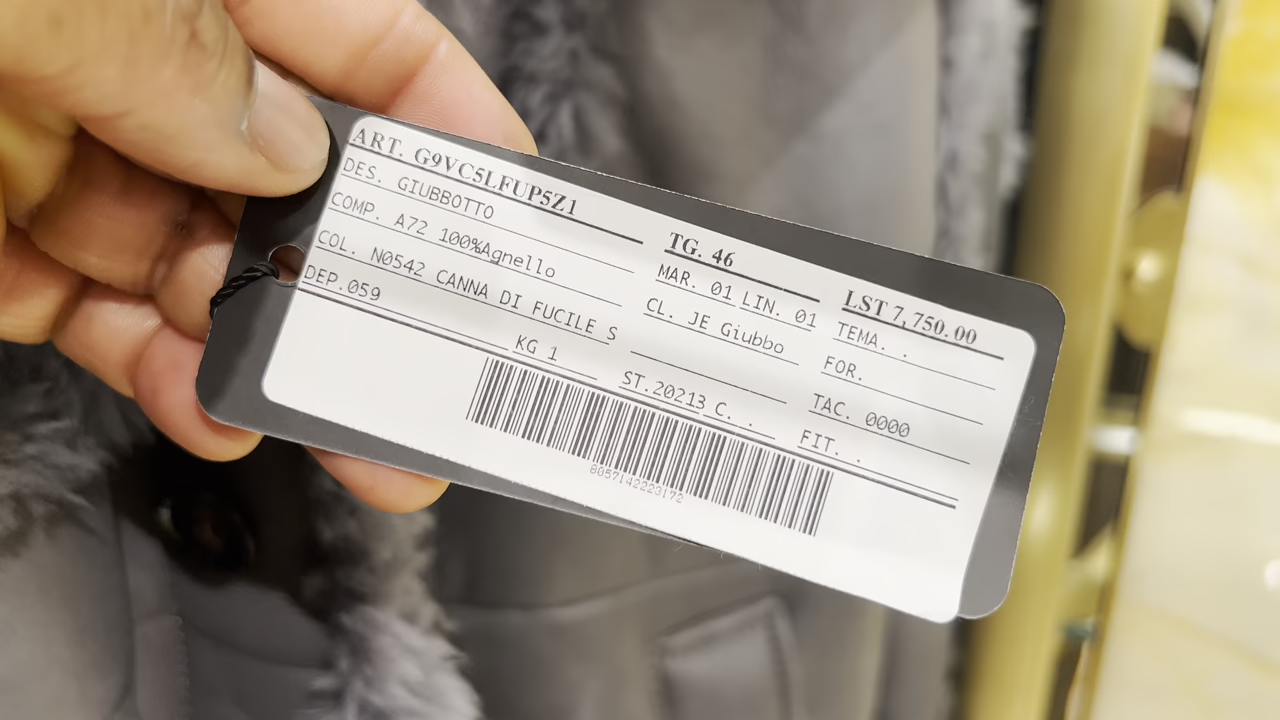 ART. G9VC5LFUP5Z1
TG. 46
LST 7,750.00
DES. GIUBBOTTO
MAR. 01 LIN. 01
TEMA. .
COMP. A72 100%Agnello
CL. JE Giubbo
FOR.
COL. N0542 CANNA DI FUCILE S
TAC. 0000
DEP.059
KG 1
ST.20213 C. .
FIT. .
8057142223172